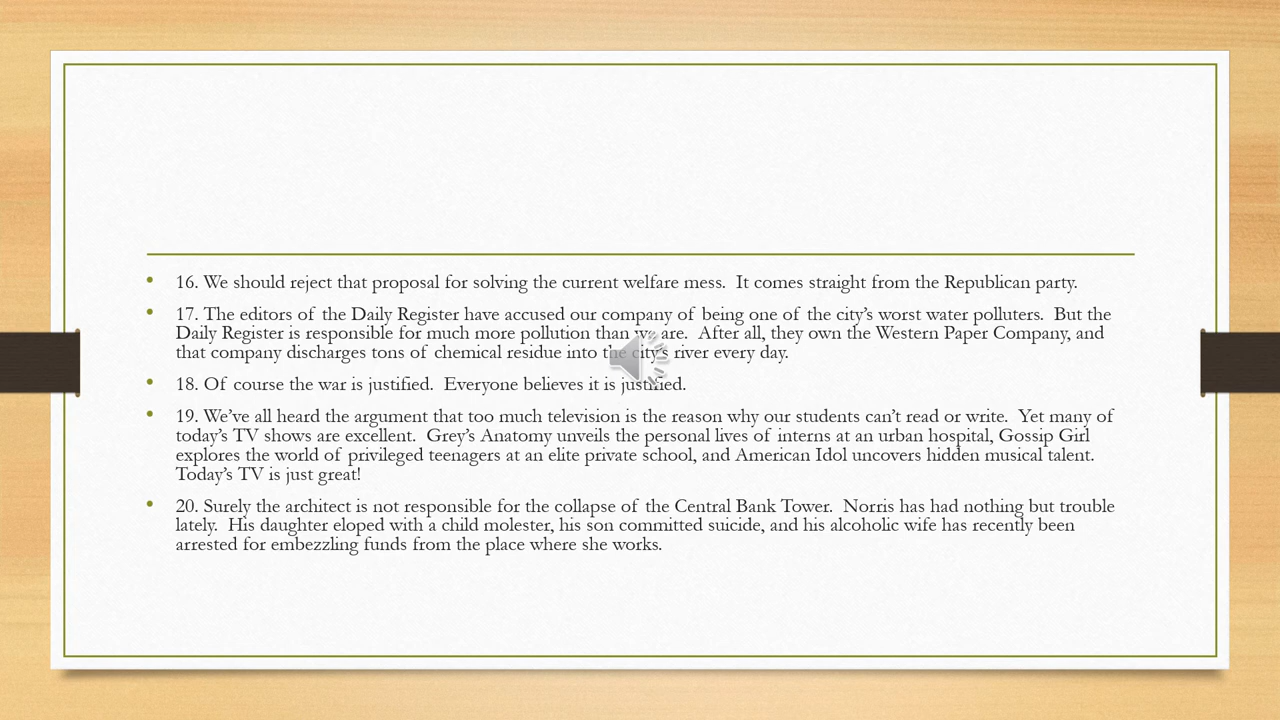 • 16. We should reject that proposal for solving the current welfare mess.  It comes straight from the Republican party.
• 17. The editors of the Daily Register have accused our company of being one of the city’s worst water polluters.  But the
Daily Register is responsible for much more pollution than we are.  After all, they own the Western Paper Company, and
that company discharges tons of chemical residue into the city’s river every day.
• 18. Of course the war is justified.  Everyone believes it is justified.
• 19. We’ve all heard the argument that too much television is the reason why our students can’t read or write.  Yet many of
today’s TV shows are excellent.  Grey’s Anatomy unveils the personal lives of interns at an urban hospital, Gossip Girl
explores the world of privileged teenagers at an elite private school, and American Idol uncovers hidden musical talent.
Today’s TV is just great!
• 20. Surely the architect is not responsible for the collapse of the Central Bank Tower.  Norris has had nothing but trouble
lately.  His daughter eloped with a child molester, his son committed suicide, and his alcoholic wife has recently been
arrested for embezzling funds from the place where she works.